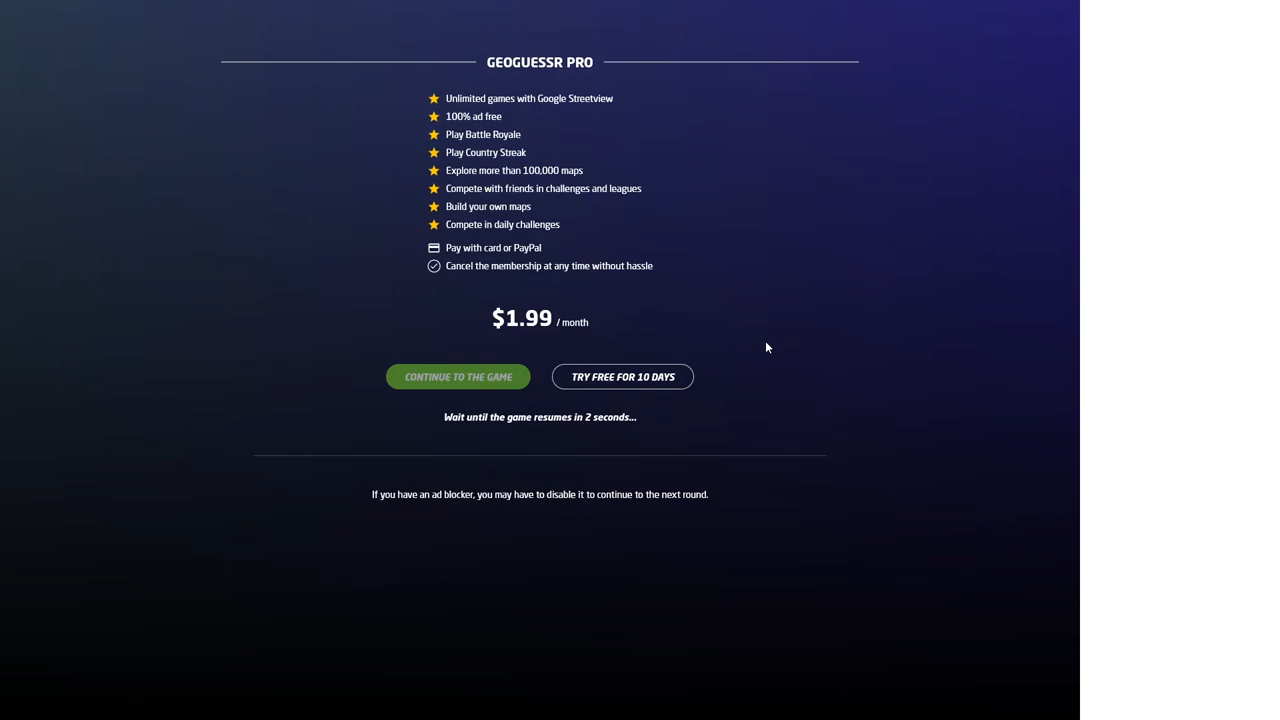 GEOGUESSR PRO
Unlimited games with Google Streetview
100% ad free
Play Battle Royale
Play Country Streak
Explore more than 100,000 maps
Compete with friends in challenges and leagues
Build your own maps
Compete in daily challenges
Pay with card or PayPal
Cancel the membership at any time without hassle
$1.99 / month
CONTINUE TO THE GAME
TRY FREE FOR 10 DAYS
Wait until the game resumes in 2 seconds...
If you have an ad blocker, you may have to disable it to continue to the next round.